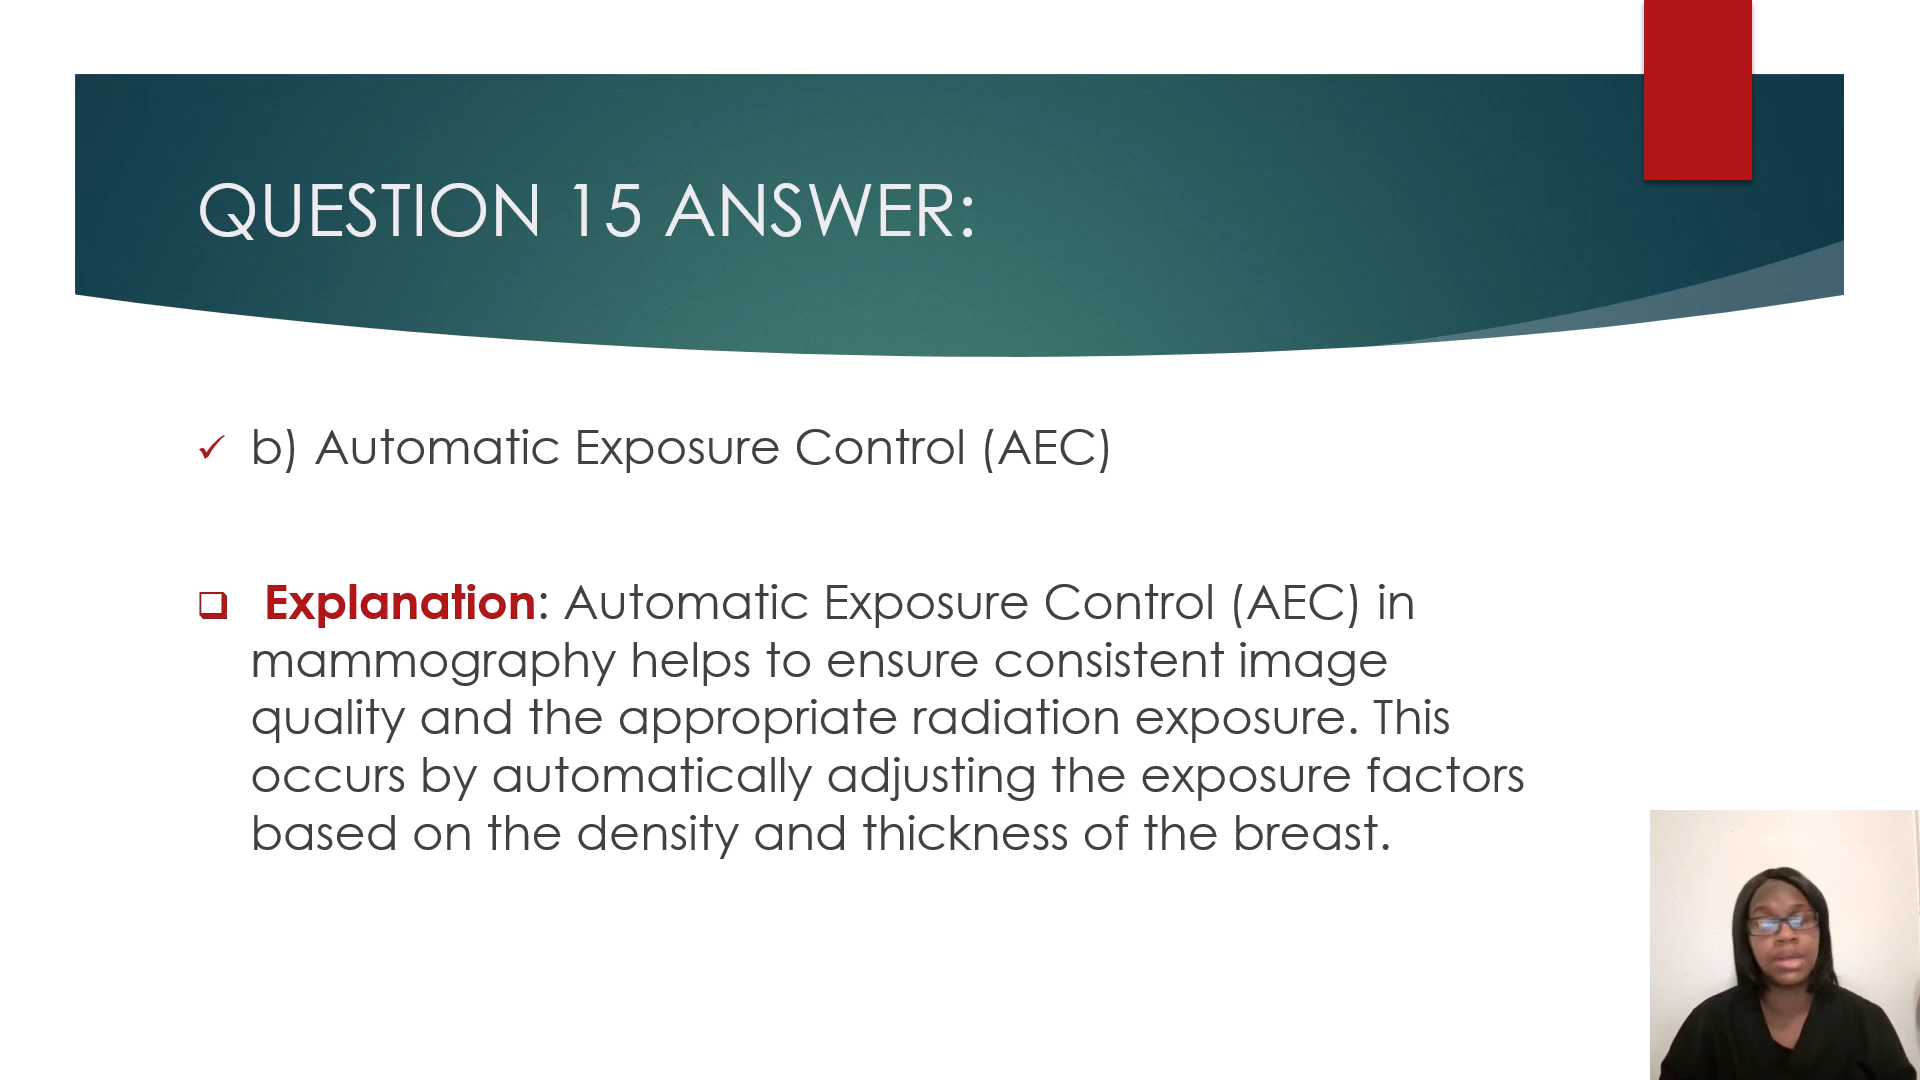 QUESTION 15 ANSWER:
b) Automatic Exposure Control (AEC)
Explanation: Automatic Exposure Control (AEC) in
mammography helps to ensure consistent image
quality and the appropriate radiation exposure. This
occurs by automatically adjusting the exposure factors
based on the density and thickness of the breast.